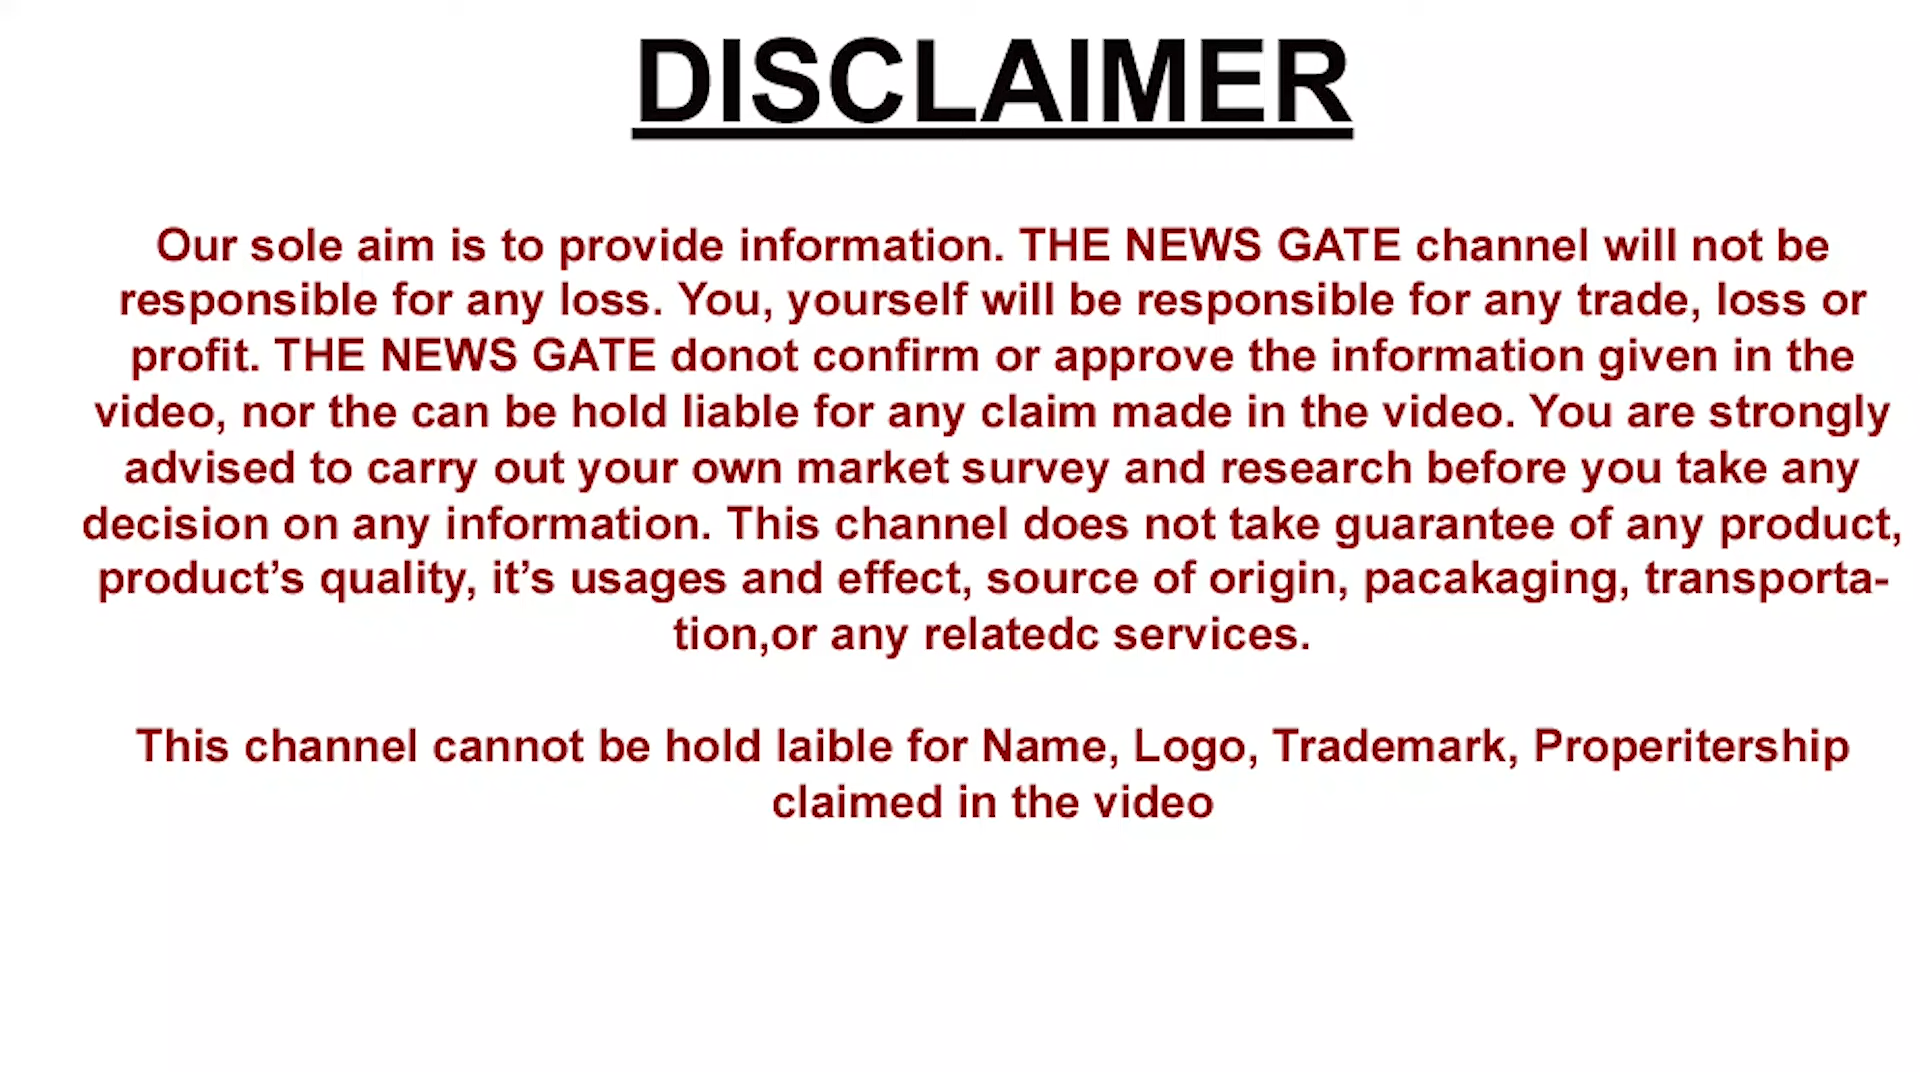 DISCLAIMER
Our sole aim is to provide information. THE NEWS GATE channel will not be
responsible for any loss. You, yourself will be responsible for any trade, loss or
profit. THE NEWS GATE donot confirm or approve the information given in the
video, nor the can be hold liable for any claim made in the video. You are strongly
advised to carry out your own market survey and research before you take any
decision on any information. This channel does not take guarantee of any product,
product’s quality, it’s usages and effect, source of origin, pacakaging, transporta-
tion,or any relatedc services.
This channel cannot be hold laible for Name, Logo, Trademark, Properitership
claimed in the video